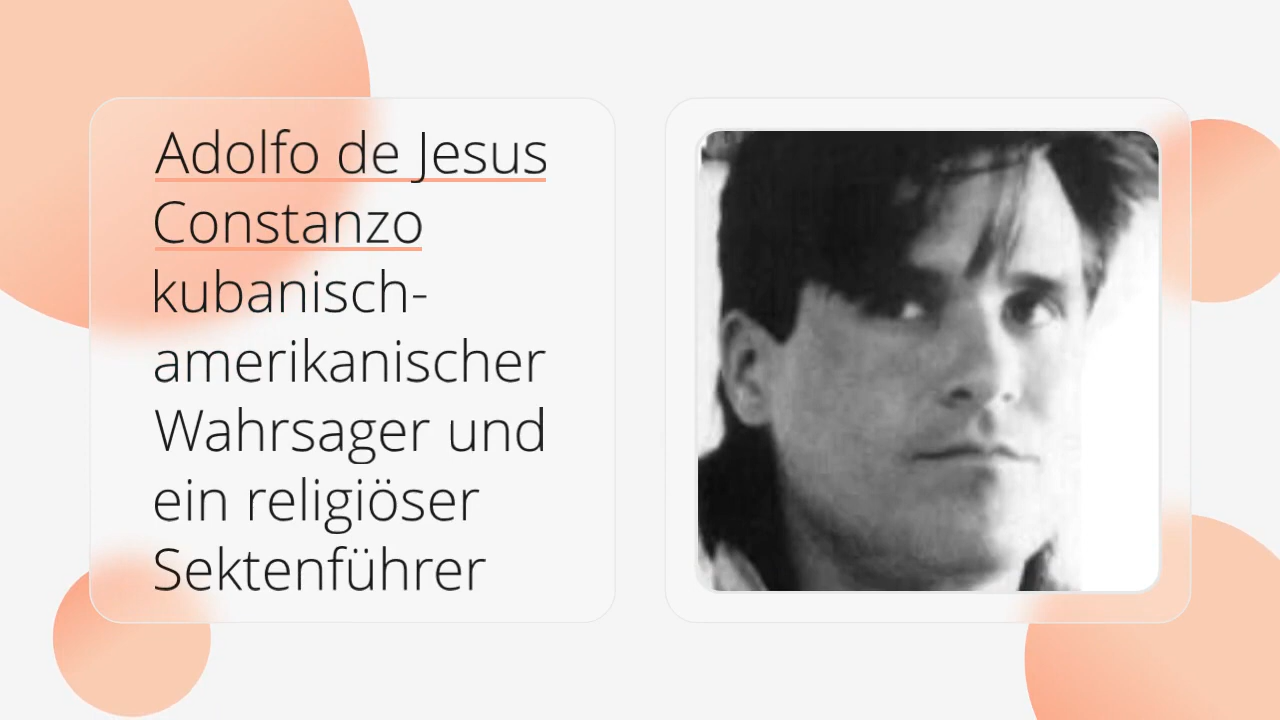 Adolfo de Jesus
Constanzo
kubanisch-
amerikanischer
Wahrsager und
ein religiöser
Sektenführer